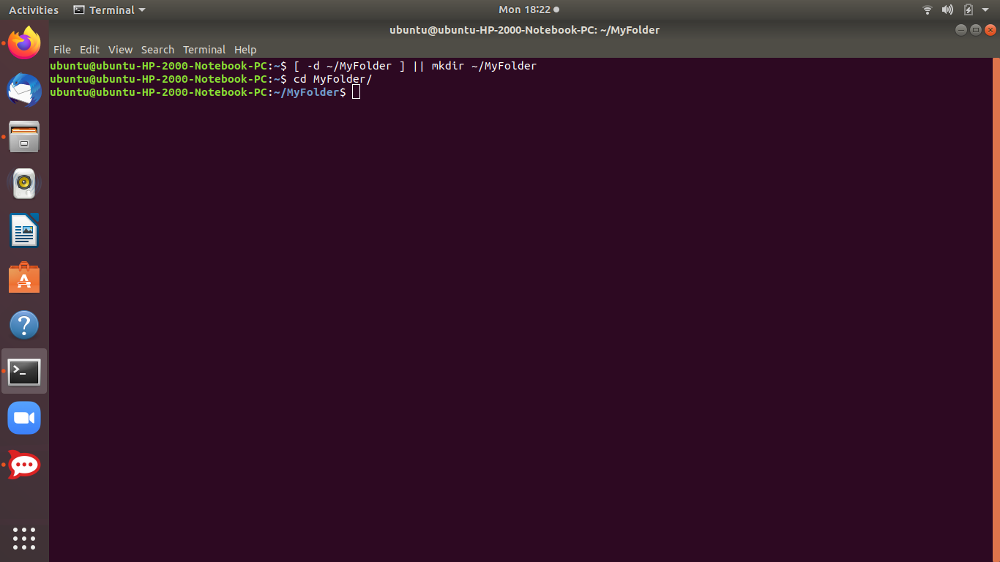 Activities Terminal Mon 18:22
ubuntu@ubuntu-HP-2000-Notebook-PC: ~/MyFolder
File Edit View Search Terminal Help
ubuntu@ubuntu-HP-2000-Notebook-PC:~$ [ -d ~/MyFolder ] || mkdir ~/MyFolder
ubuntu@ubuntu-HP-2000-Notebook-PC:~$ cd MyFolder/
ubuntu@ubuntu-HP-2000-Notebook-PC:~/MyFolder$